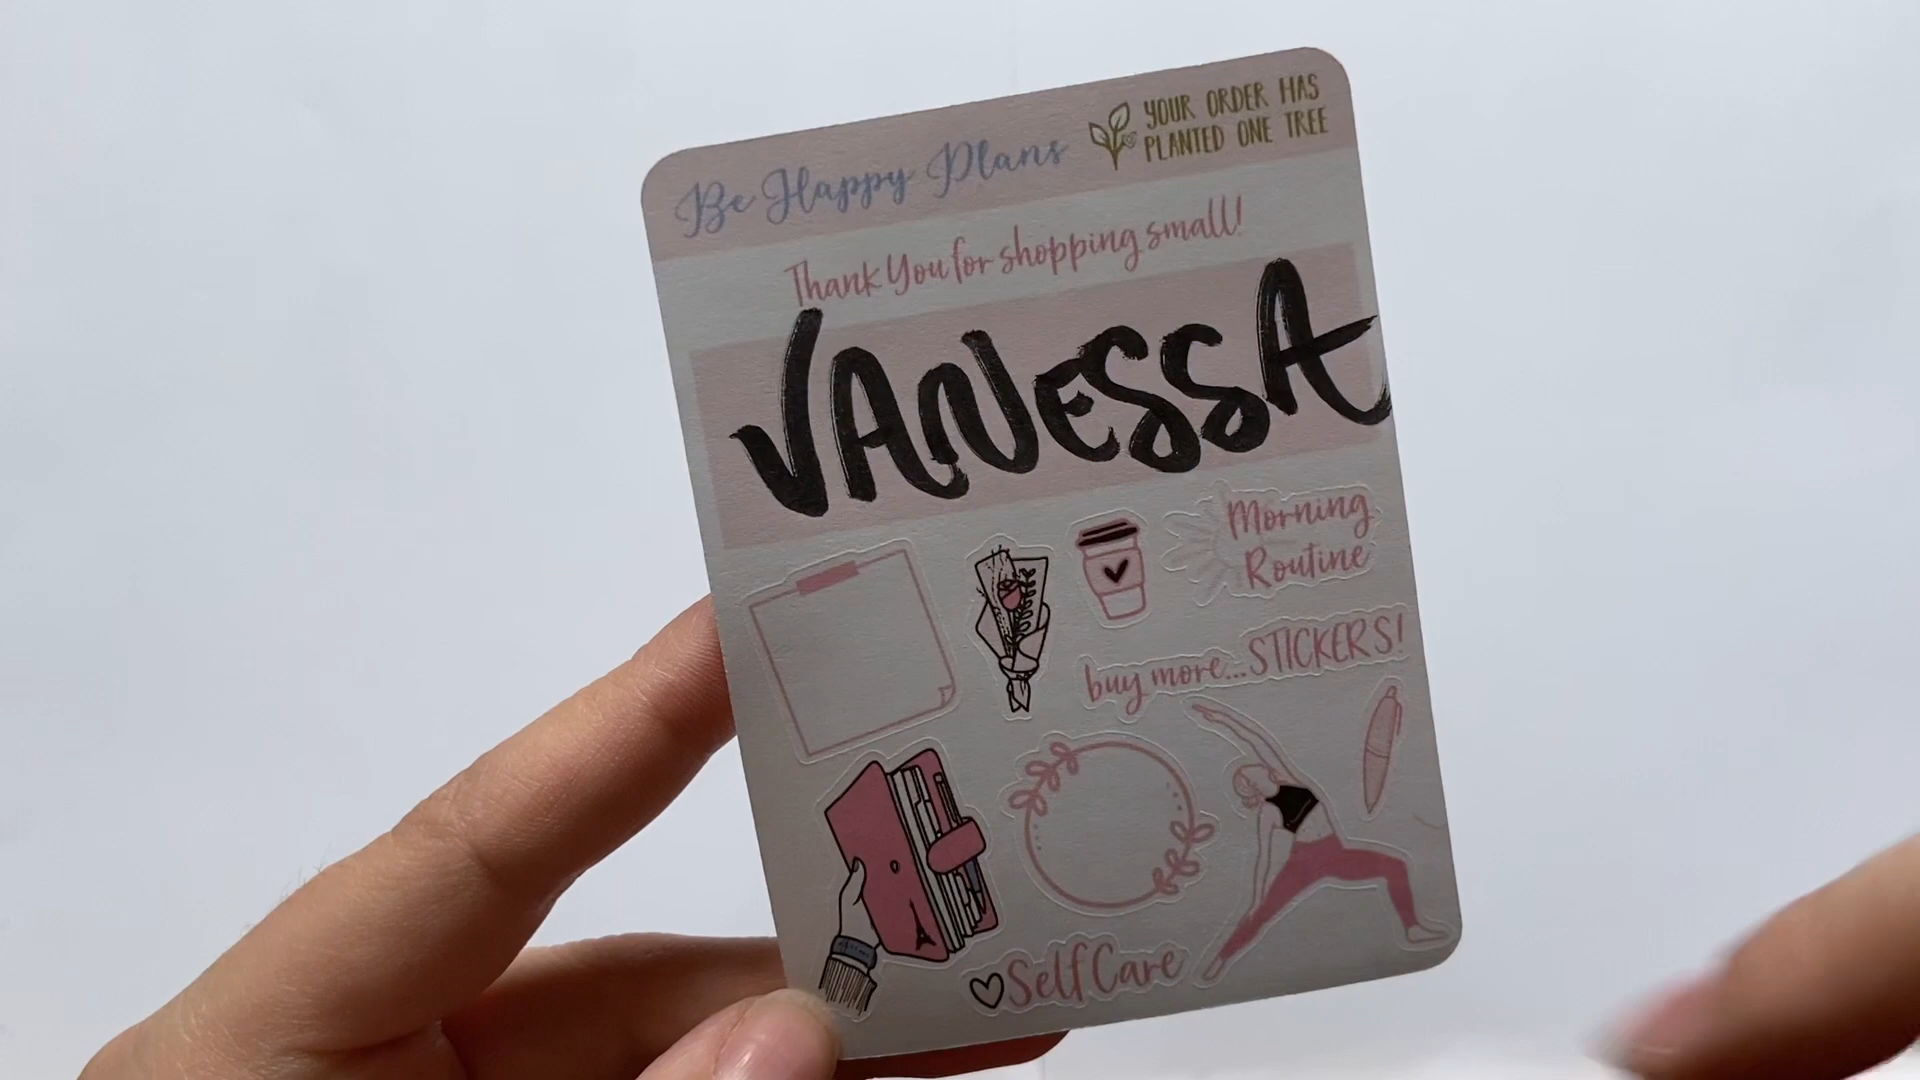 Be Happy Plans
YOUR ORDER HAS
PLANTED ONE TREE
Thank You for shopping small!
VANESSA
Morning
Routine
buy more...STICKERS!
Self Care